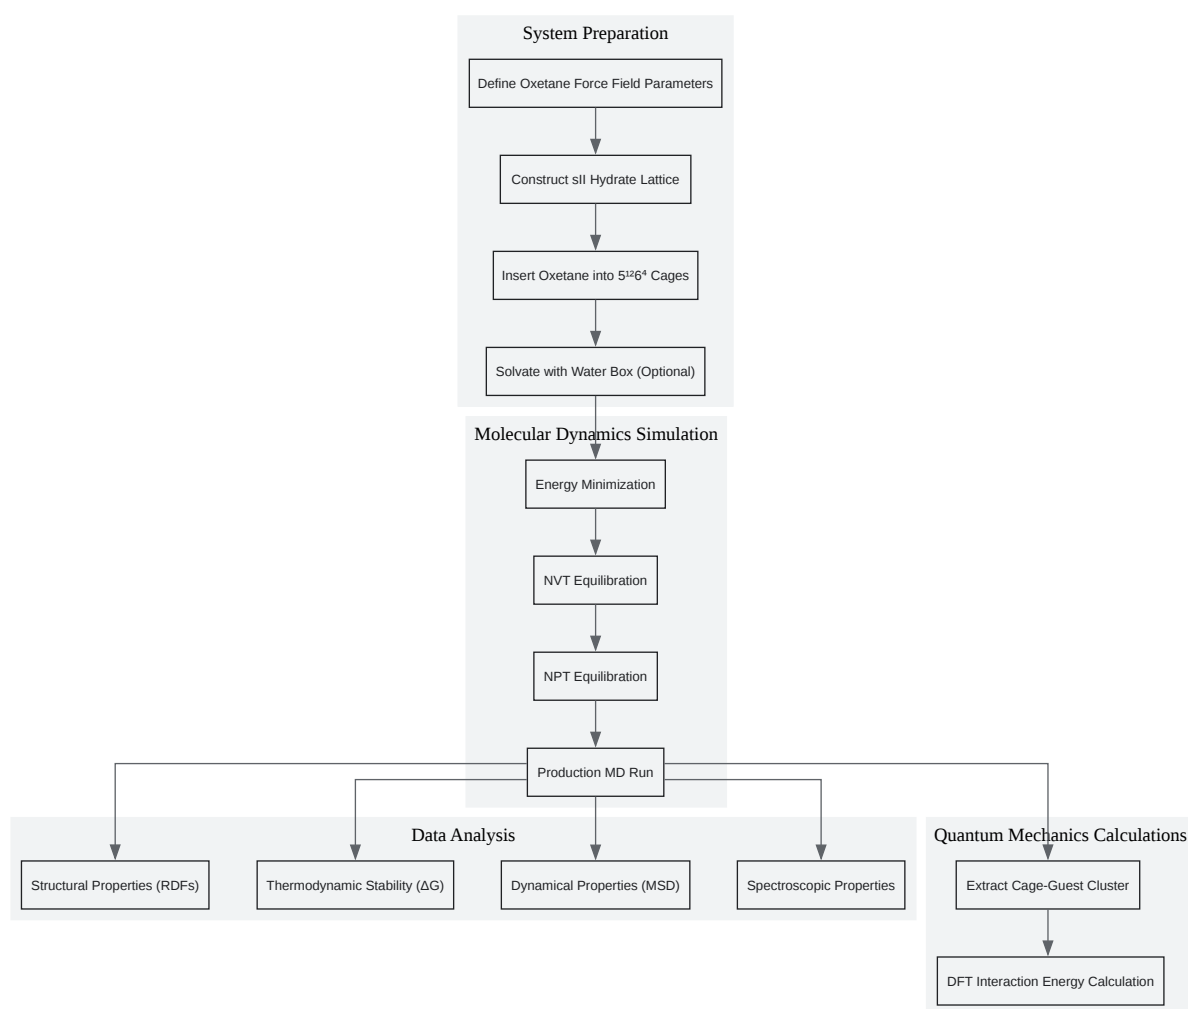 System Preparation
Define Oxetane Force Field Parameters
Construct sII Hydrate Lattice
Insert Oxetane into 5¹²6⁴ Cages
Solvate with Water Box (Optional)
Molecular Dynamics Simulation
Energy Minimization
NVT Equilibration
NPT Equilibration
Production MD Run
Data Analysis
Structural Properties (RDFs)
Thermodynamic Stability (ΔG)
Dynamical Properties (MSD)
Spectroscopic Properties
Quantum Mechanics Calculations
Extract Cage-Guest Cluster
DFT Interaction Energy Calculation